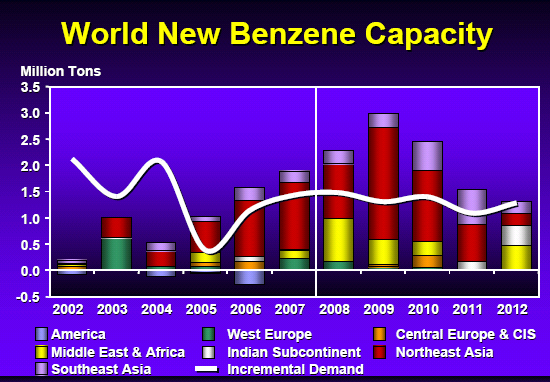 World New Benzene Capacity
Million Tons
3.5
3.0
2.5
2.0
1.5
1.0
0.5
0.0
-0.5
2002 2003 2004 2005 2006 2007 2008 2009 2010 2011 2012
America West Europe Central Europe & CIS
Middle East & Africa Indian Subcontinent Northeast Asia
Southeast Asia Incremental Demand